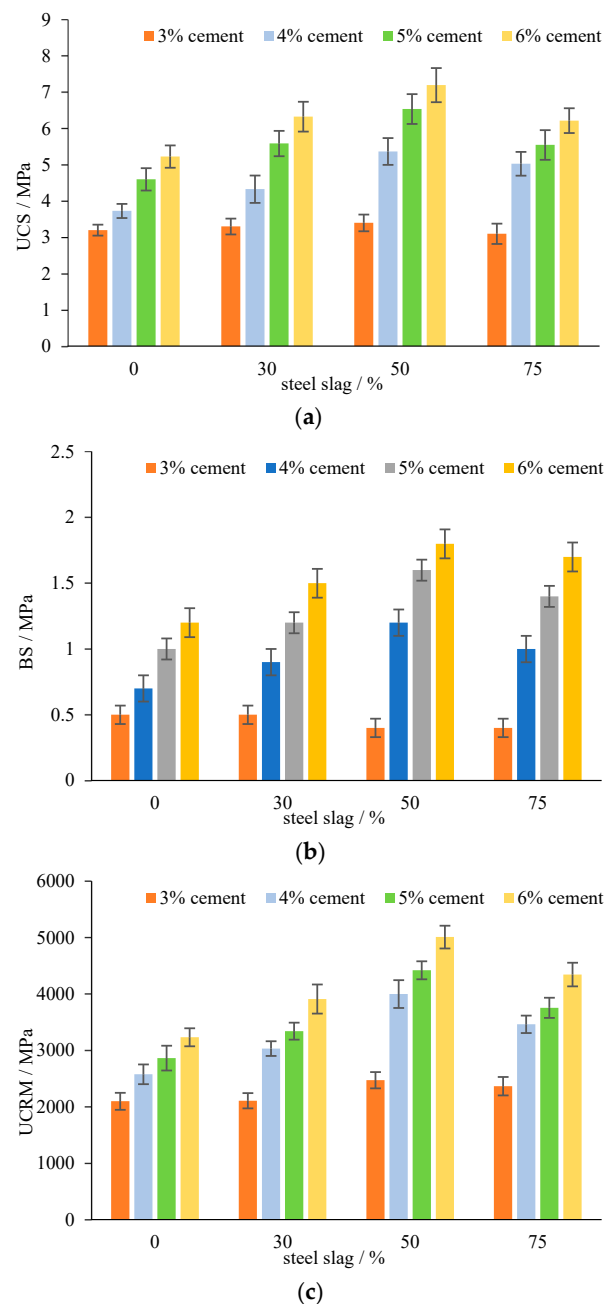 9
8
7
6
5
4
3
2
1
0
UCS / MPa
3% cement 4% cement 5% cement 6% cement
0 30 50 75
steel slag / %
(a)
2.5
2
1.5
1
0.5
0
BS / MPa
3% cement 4% cement 5% cement 6% cement
0 30 50 75
steel slag / %
(b)
6000
5000
4000
3000
2000
1000
0
UCRM / MPa
3% cement 4% cement 5% cement 6% cement
0 30 50 75
steel slag / %
(c)